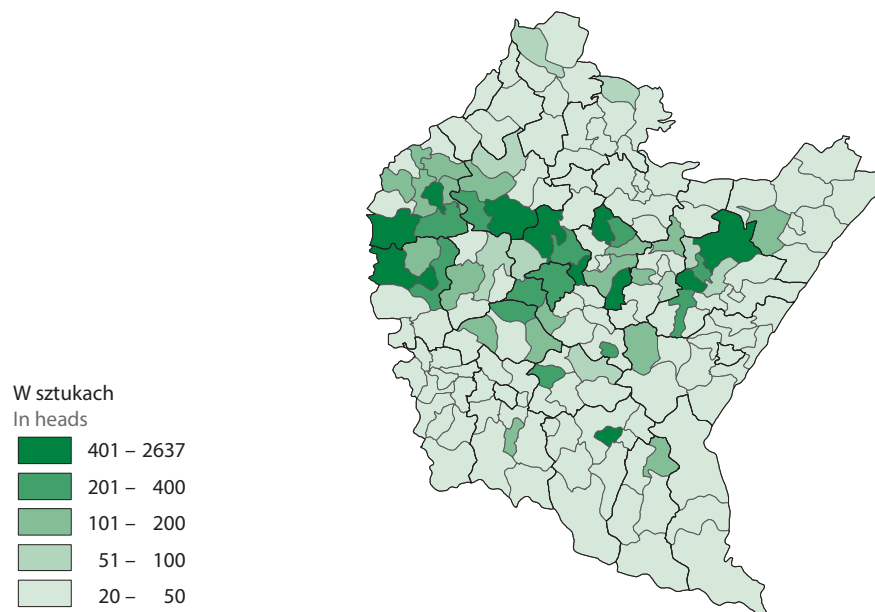 W sztukach
In heads
401 – 2637
201 – 400
101 – 200
51 – 100
20 – 50